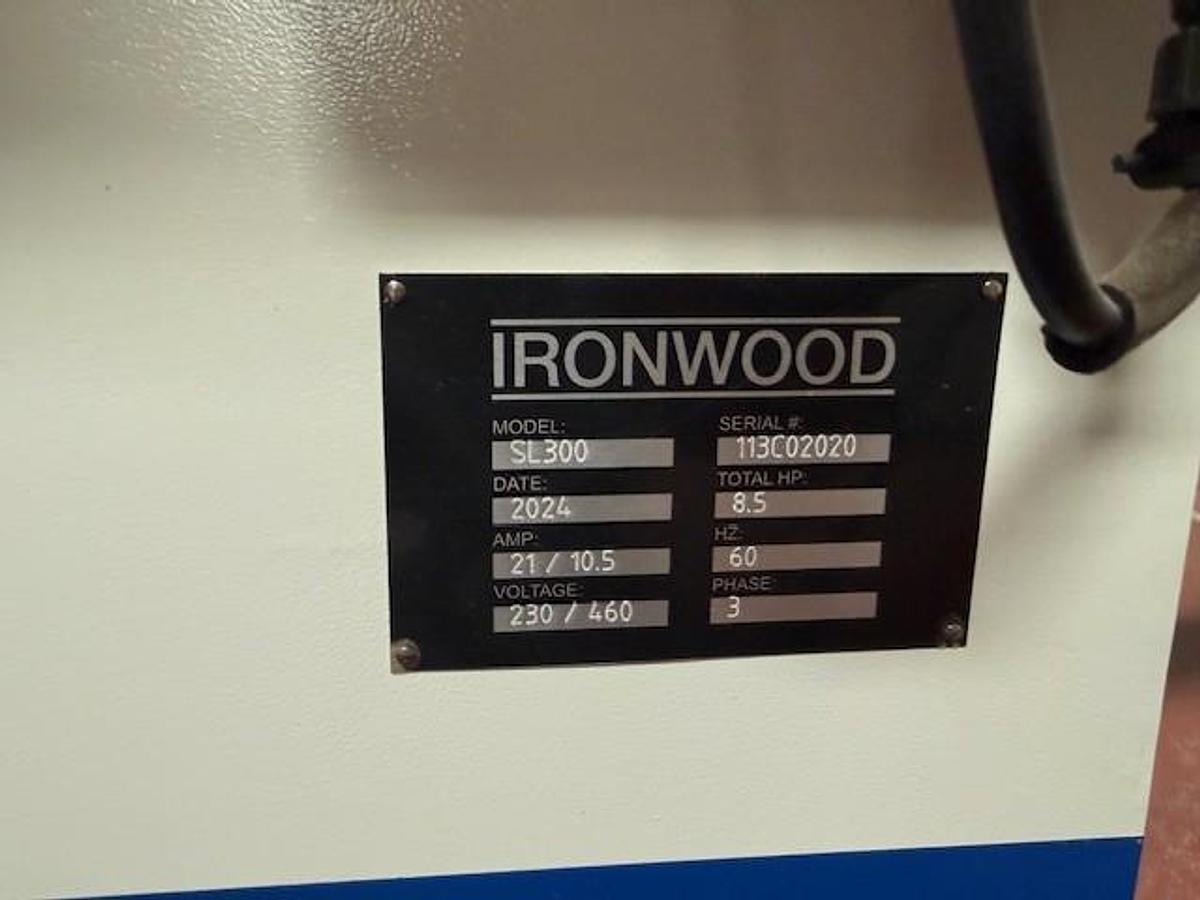 IRONWOOD
MODEL: SERIAL #:
SL300 113C02020
DATE: TOTAL HP:
2024 8.5
AMP: HZ:
21 / 10.5 60
VOLTAGE: PHASE:
230 / 460 3